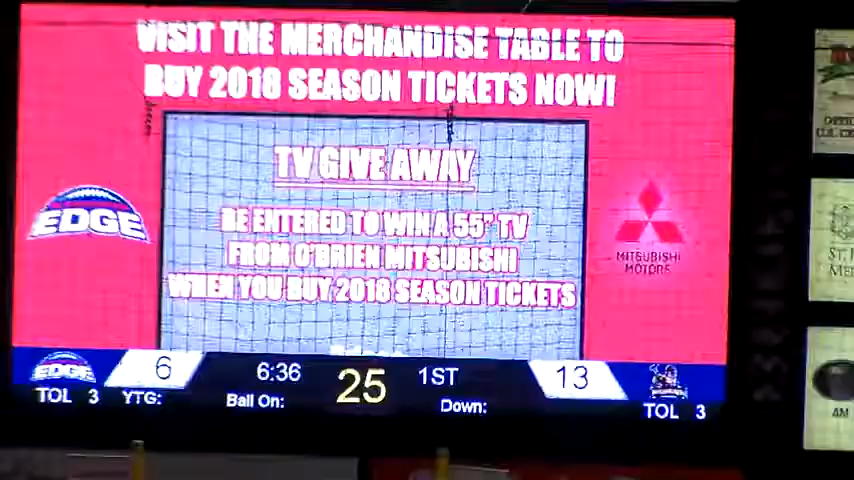 VISIT THE MERCHANDISE TABLE TO
BUY 2018 SEASON TICKETS NOW!
TV GIVE AWAY
BE ENTERED TO WIN A 55" TV
FROM O'BRIEN MITSUBISHI
WHEN YOU BUY 2018 SEASON TICKETS
EDGE
MITSUBISHI
MOTORS
EDGE
6
6:36
25
1ST
13
TOL 3
YTG:
Ball On:
Down:
TOL 3
ST.
AM